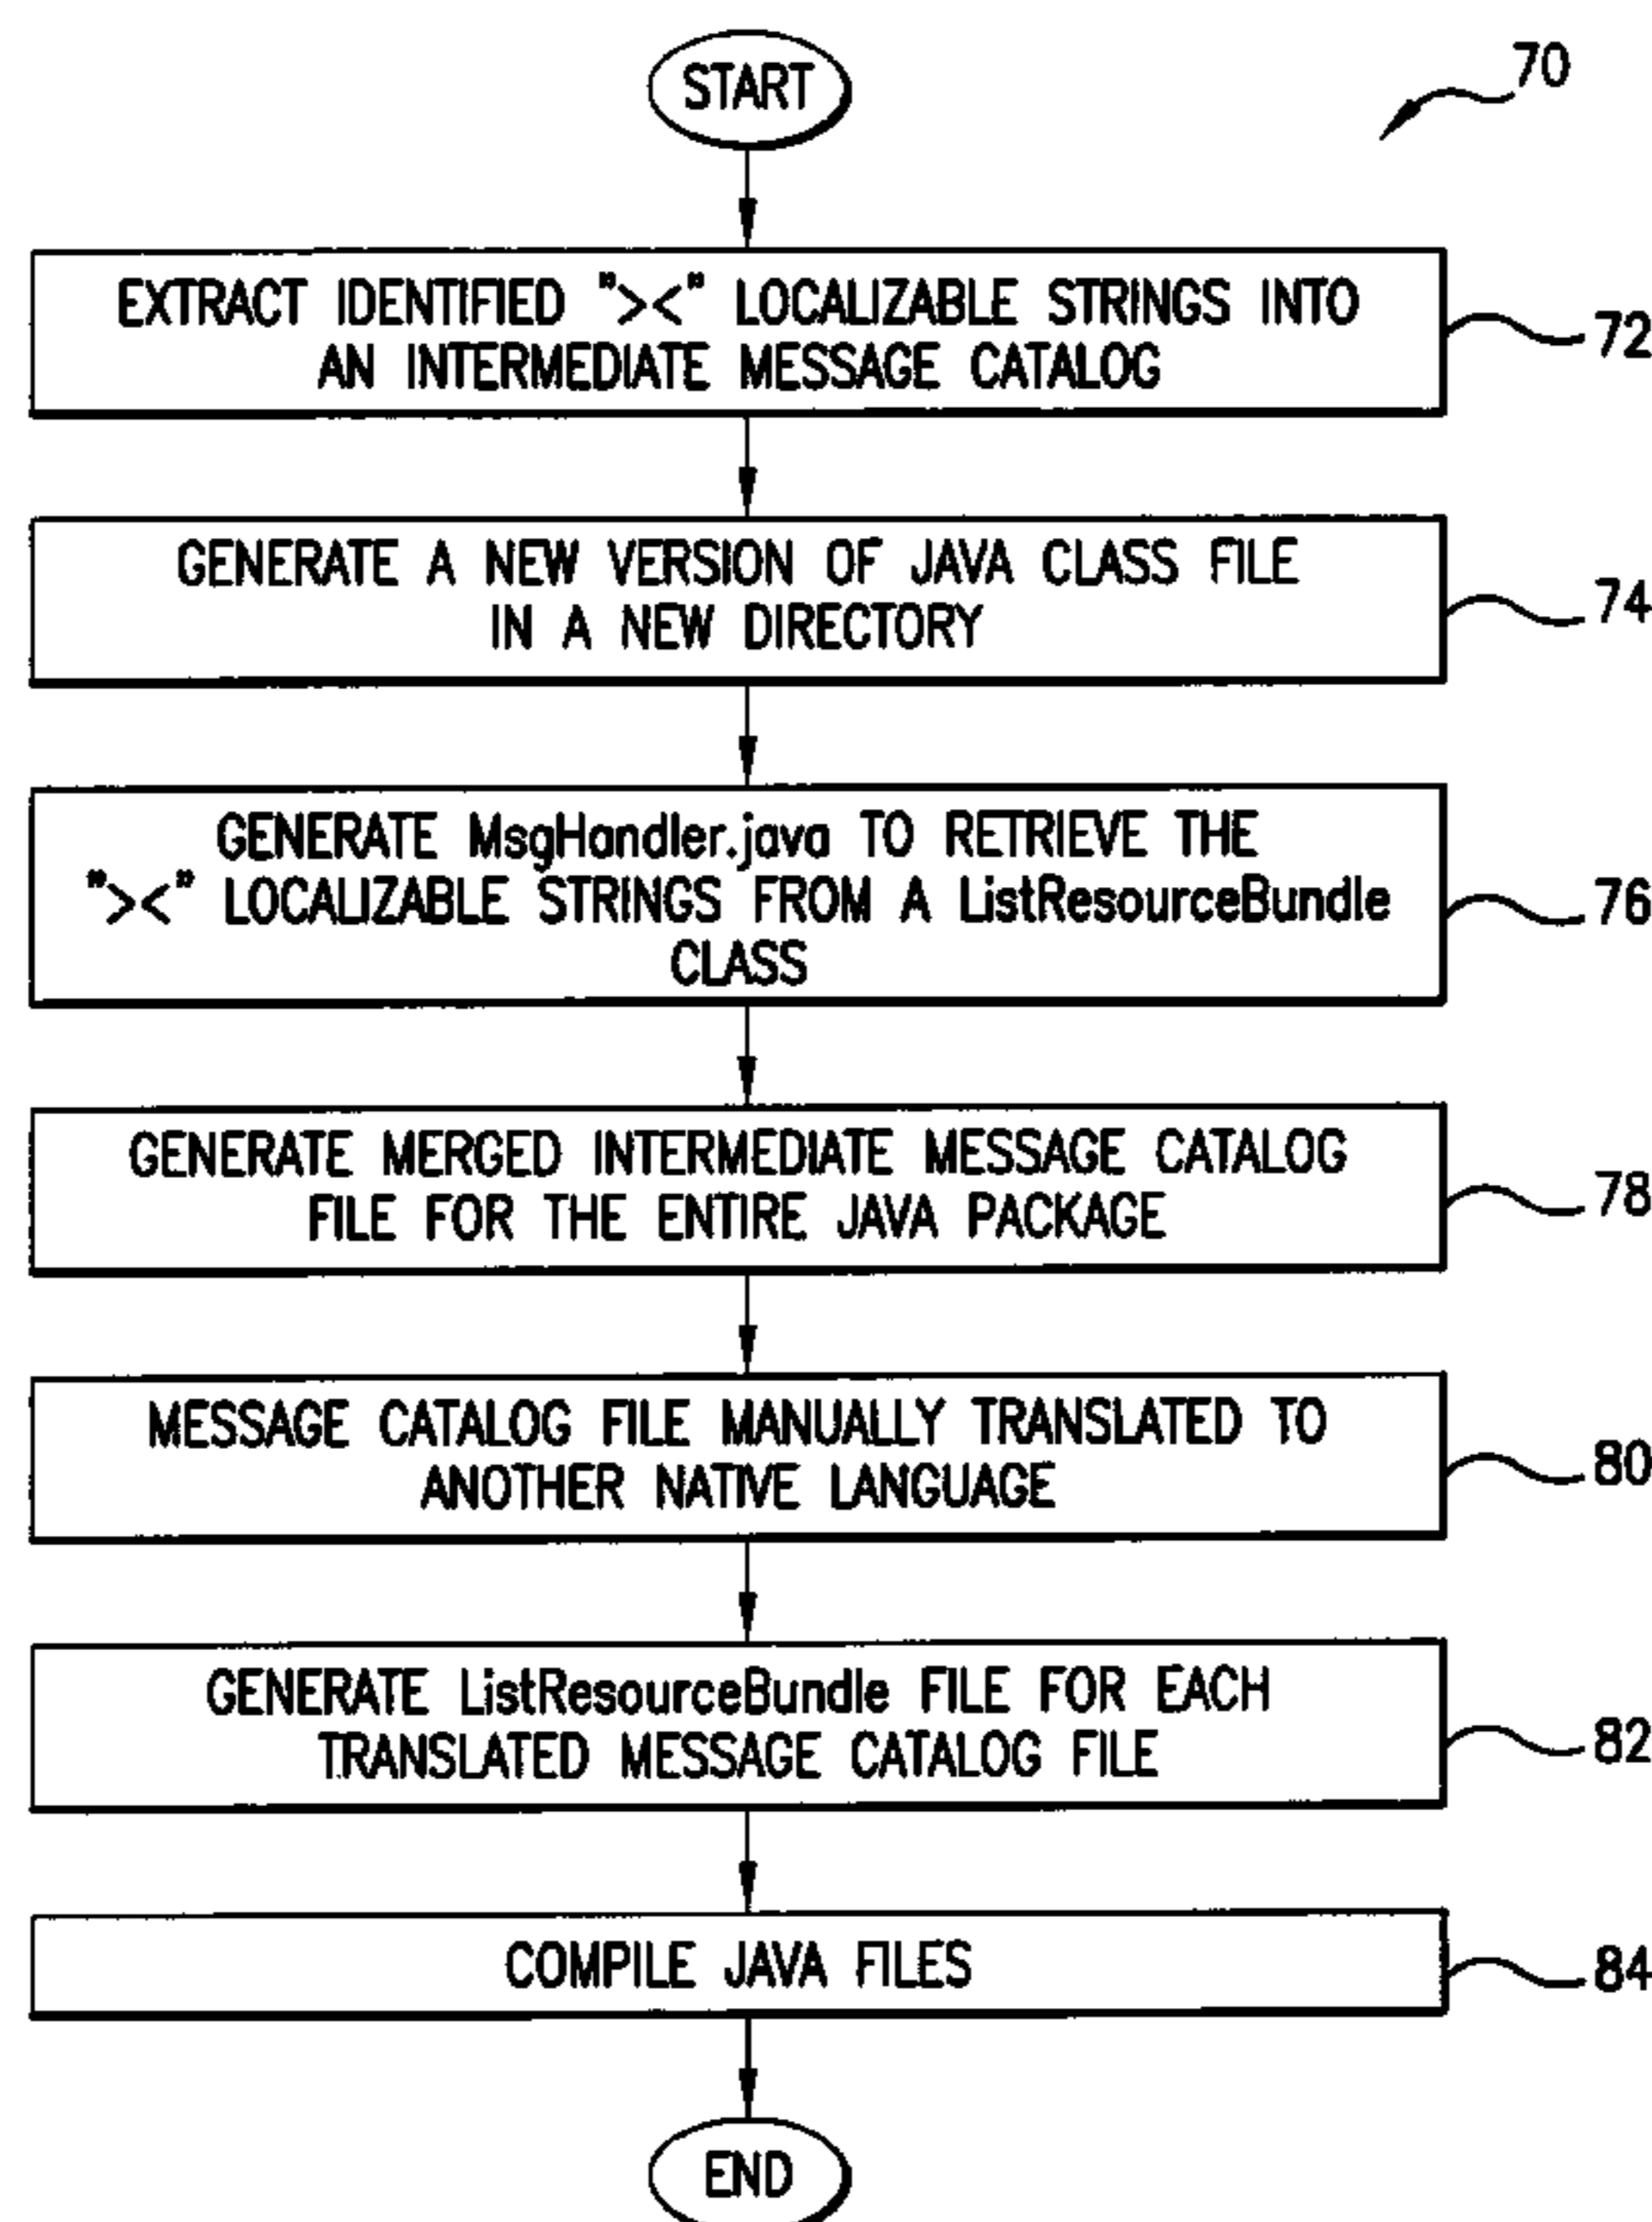 START
70
EXTRACT IDENTIFIED "><" LOCALIZABLE STRINGS INTO
AN INTERMEDIATE MESSAGE CATALOG
72
GENERATE A NEW VERSION OF JAVA CLASS FILE
IN A NEW DIRECTORY
74
GENERATE MsgHandler.java TO RETRIEVE THE
"><" LOCALIZABLE STRINGS FROM A ListResourceBundle
CLASS
76
GENERATE MERGED INTERMEDIATE MESSAGE CATALOG
FILE FOR THE ENTIRE JAVA PACKAGE
78
MESSAGE CATALOG FILE MANUALLY TRANSLATED TO
ANOTHER NATIVE LANGUAGE
80
GENERATE ListResourceBundle FILE FOR EACH
TRANSLATED MESSAGE CATALOG FILE
82
COMPILE JAVA FILES
84
END